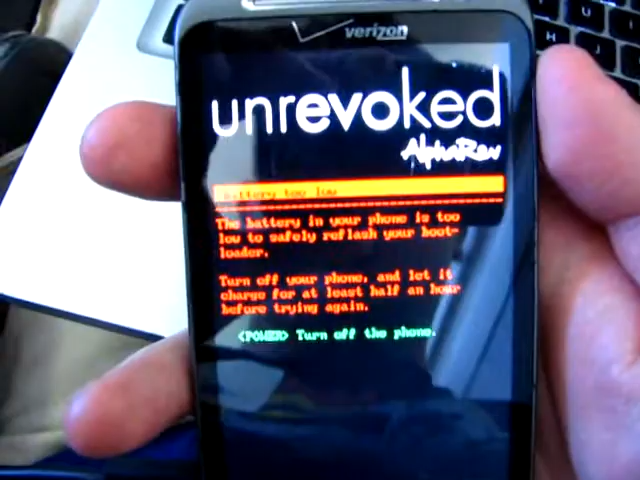 verizon
unrevoked
AlphaRev
Battery too low
The battery in your phone is too
low to safely reflash your boot-
loader.
Turn off your phone, and let it
charge for at least half an hour
before trying again.
<POWER> Turn off the phone.